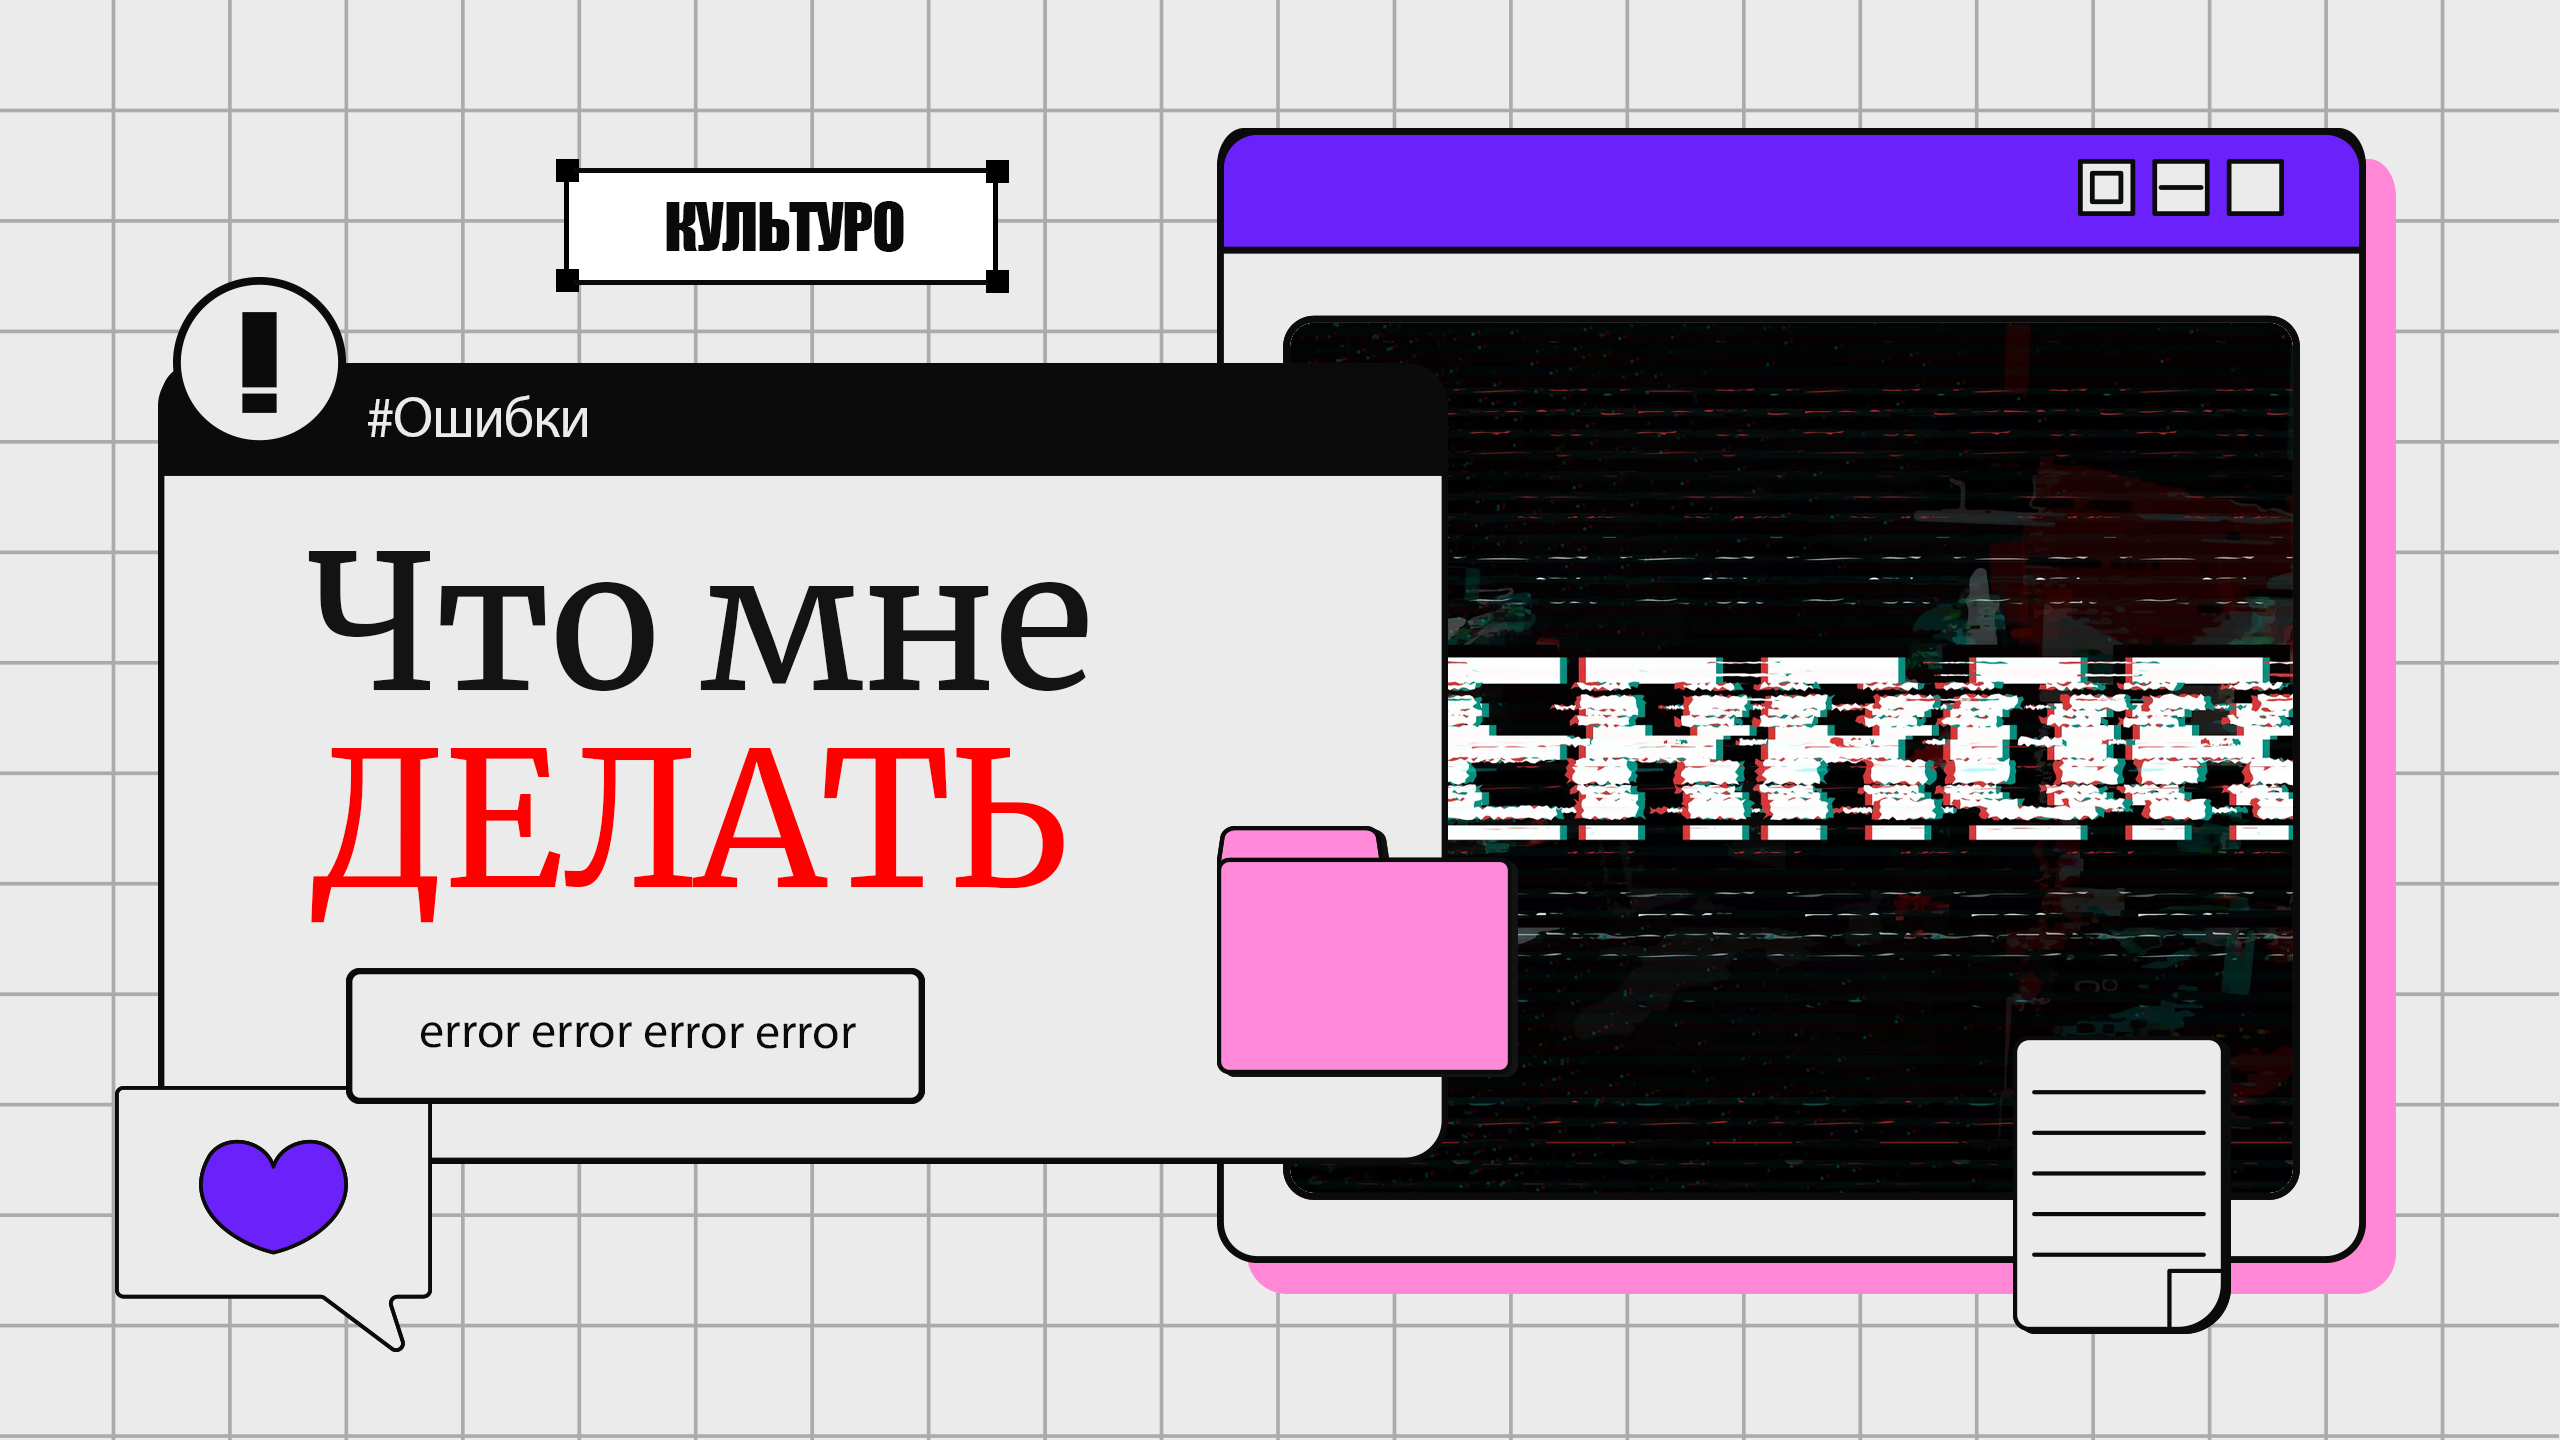 КУЛЬТУРО
!
#Ошибки
Что мне
ДЕЛАТЬ
error error error error